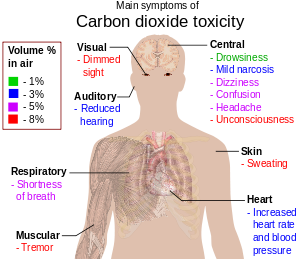 Main symptoms of
Carbon dioxide toxicity
Volume %
in air
- 1%
- 3%
- 5%
- 8%
Visual
- Dimmed
sight
Auditory
- Reduced
hearing
Central
- Drowsiness
- Mild narcosis
- Dizziness
- Confusion
- Headache
- Unconsciousness
Skin
- Sweating
Respiratory
- Shortness
of breath
Heart
- Increased
heart rate
and blood
pressure
Muscular
- Tremor